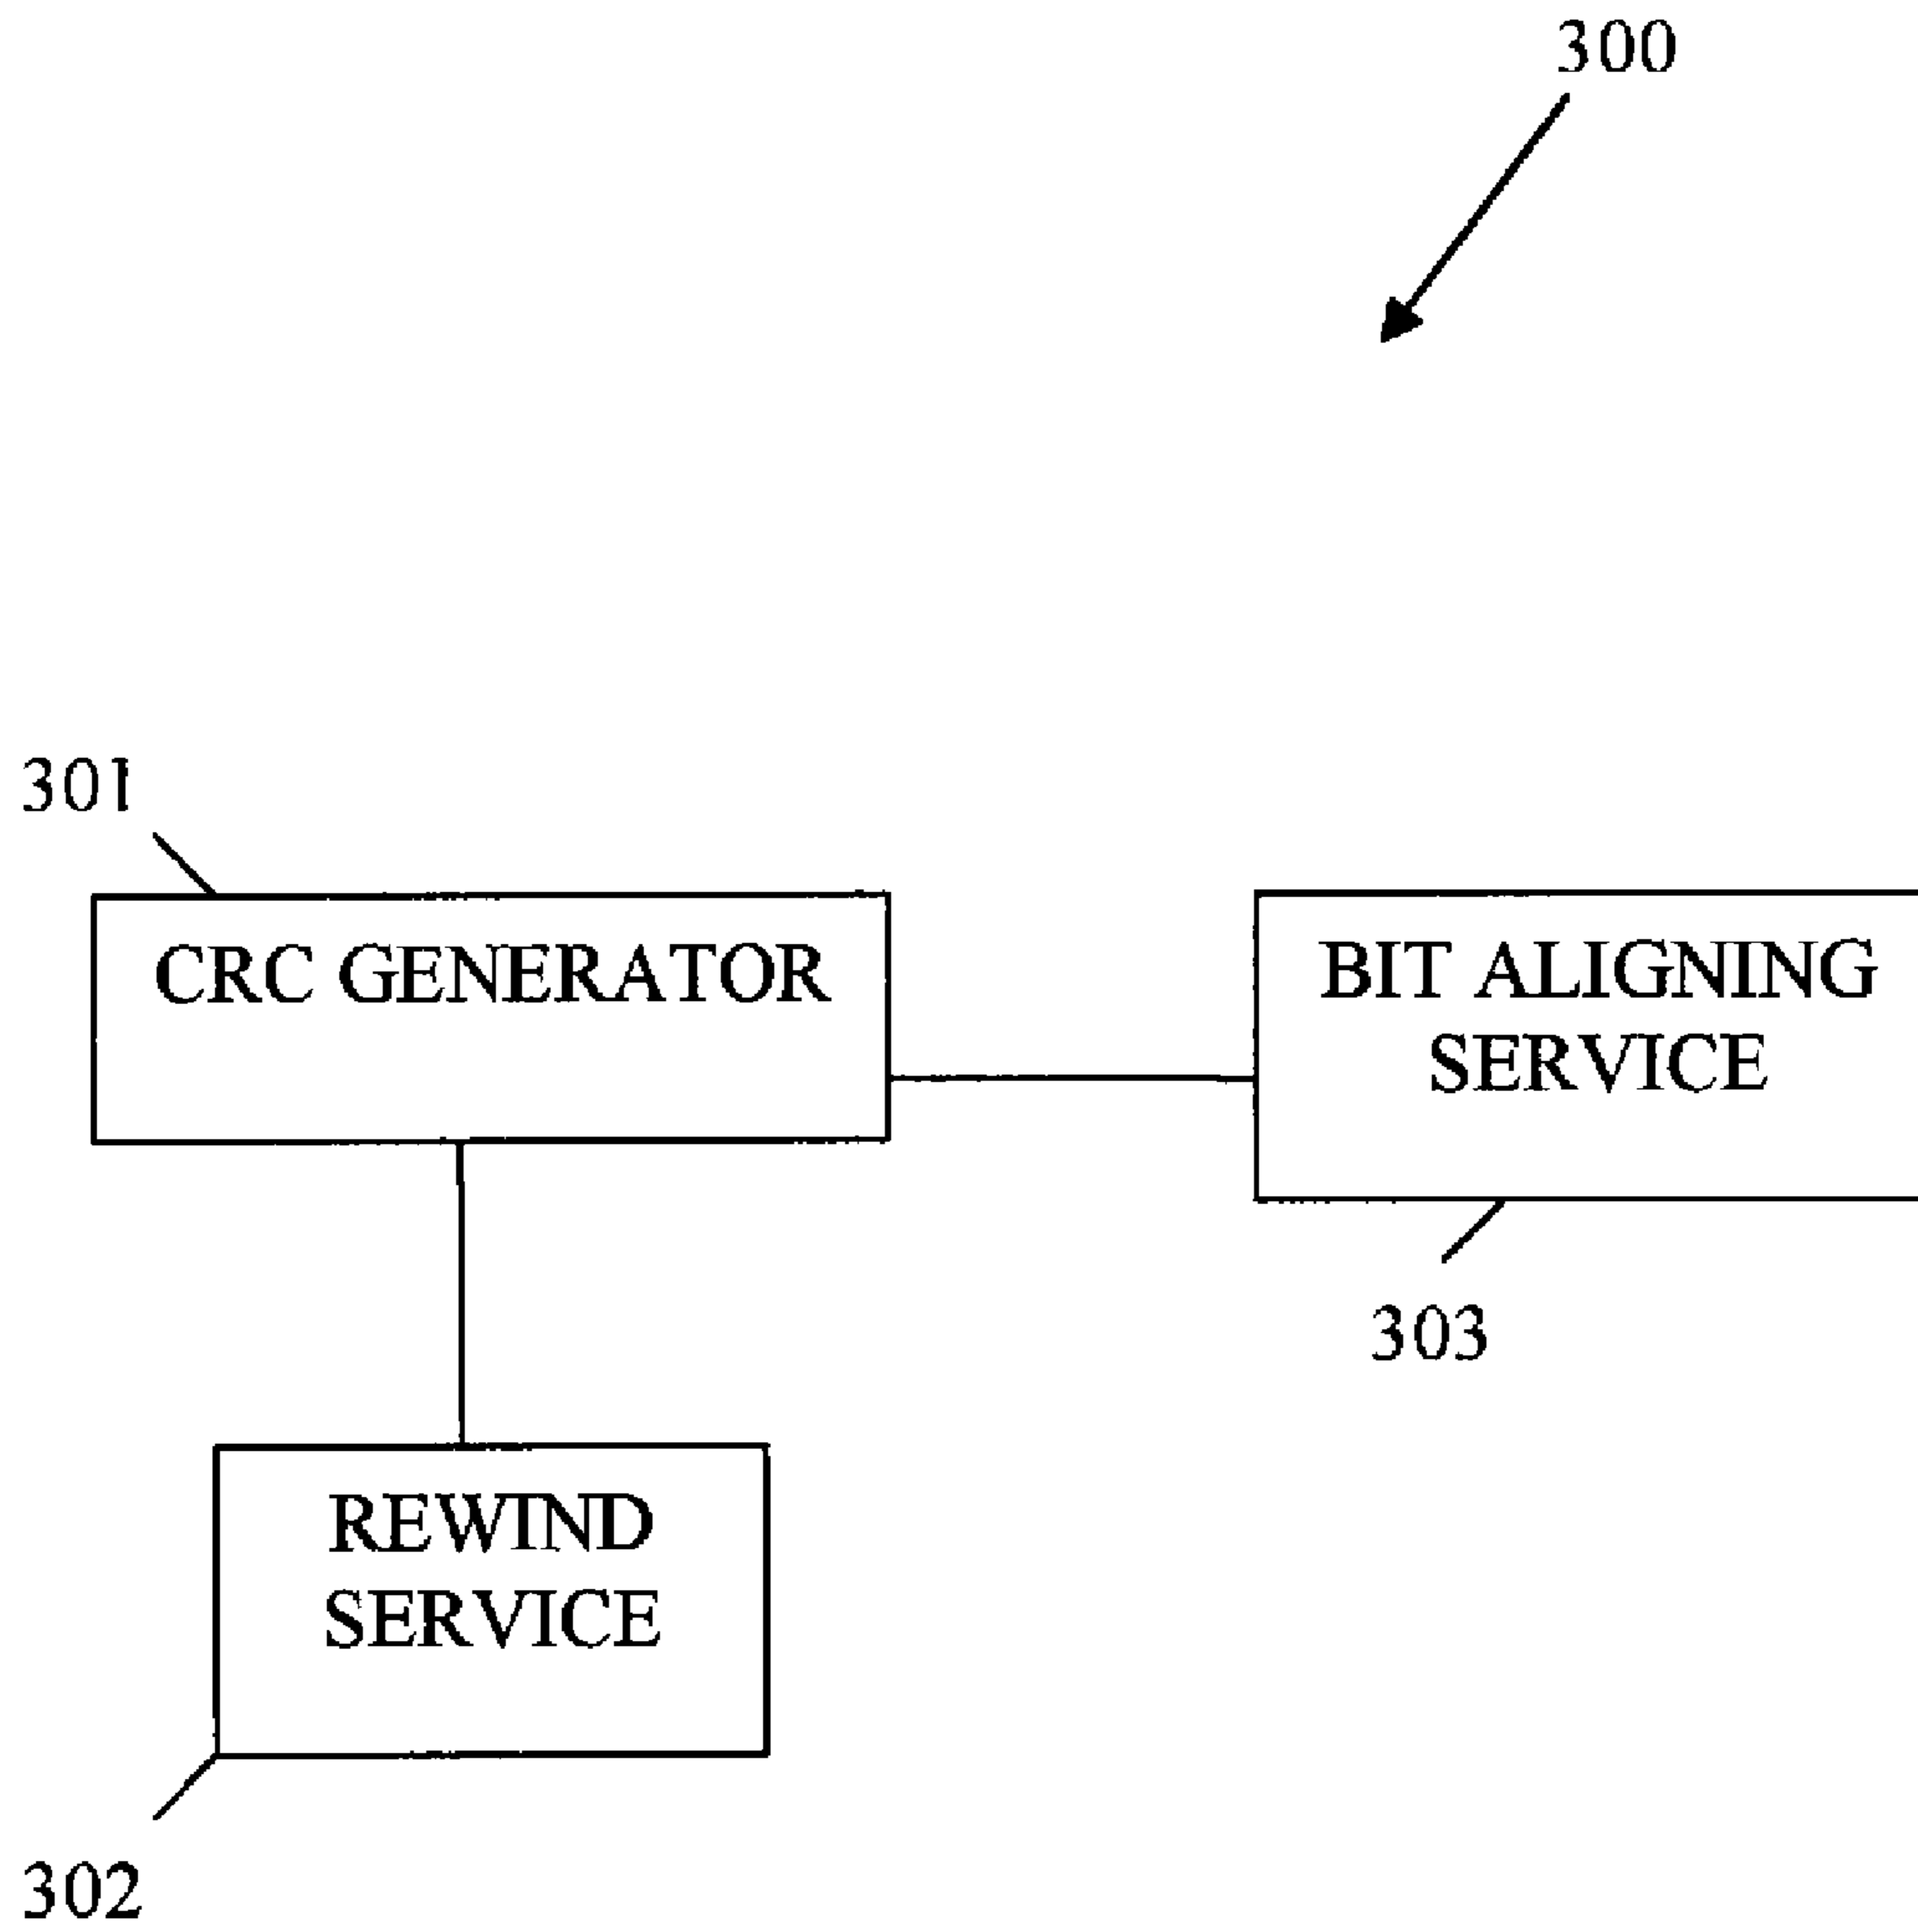 300
301
CRC GENERATOR
BIT ALIGNING
SERVICE
303
REWIND
SERVICE
302